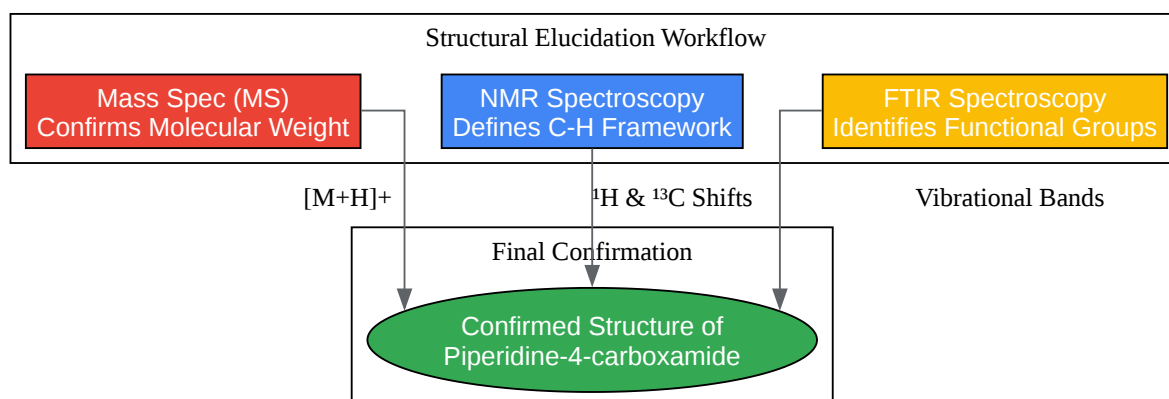 Structural Elucidation Workflow
Mass Spec (MS)
Confirms Molecular Weight
NMR Spectroscopy
Defines C-H Framework
FTIR Spectroscopy
Identifies Functional Groups
[M+H]+
¹H & ¹³C Shifts
Vibrational Bands
Final Confirmation
Confirmed Structure of
Piperidine-4-carboxamide